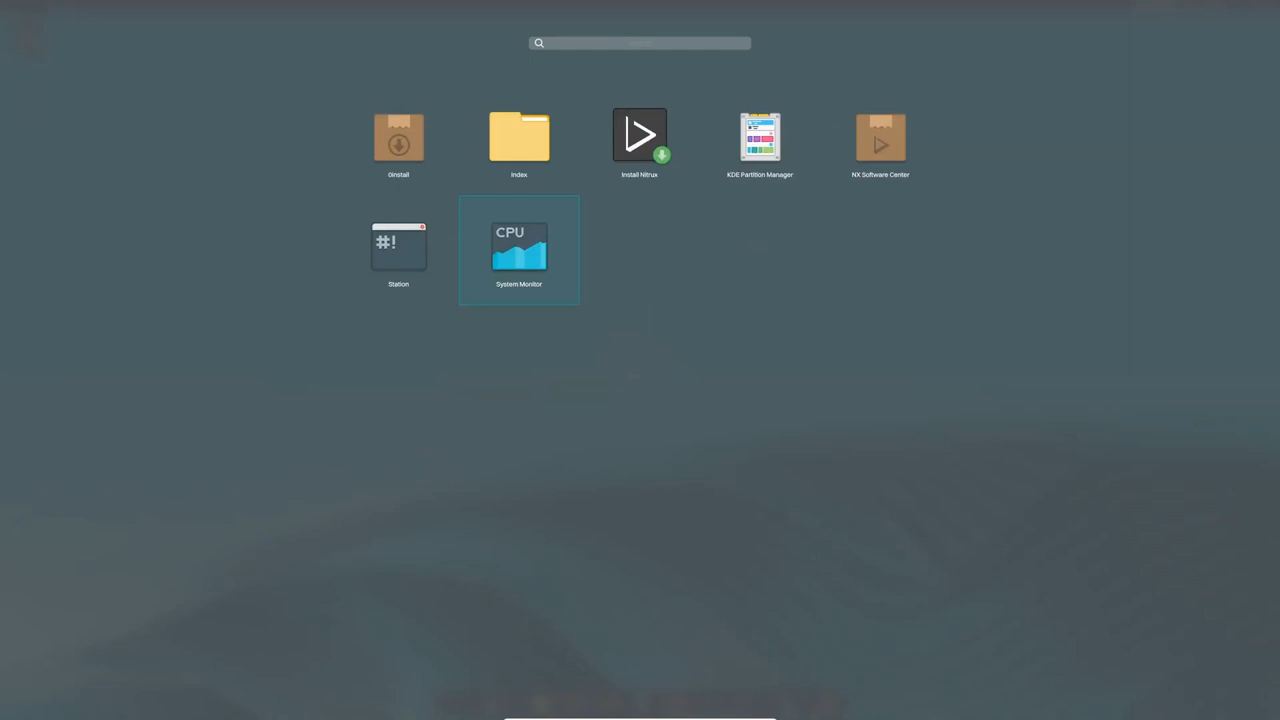 0install
Index
Install Nitrux
KDE Partition Manager
NX Software Center
#!
Station
CPU
System Monitor